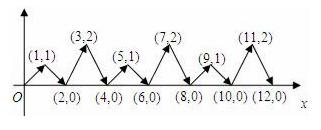 (3,2) (7,2) (11,2)
(1,1) (5,1) (9,1)
O (2,0) (4,0) (6,0) (8,0) (10,0) (12,0) x